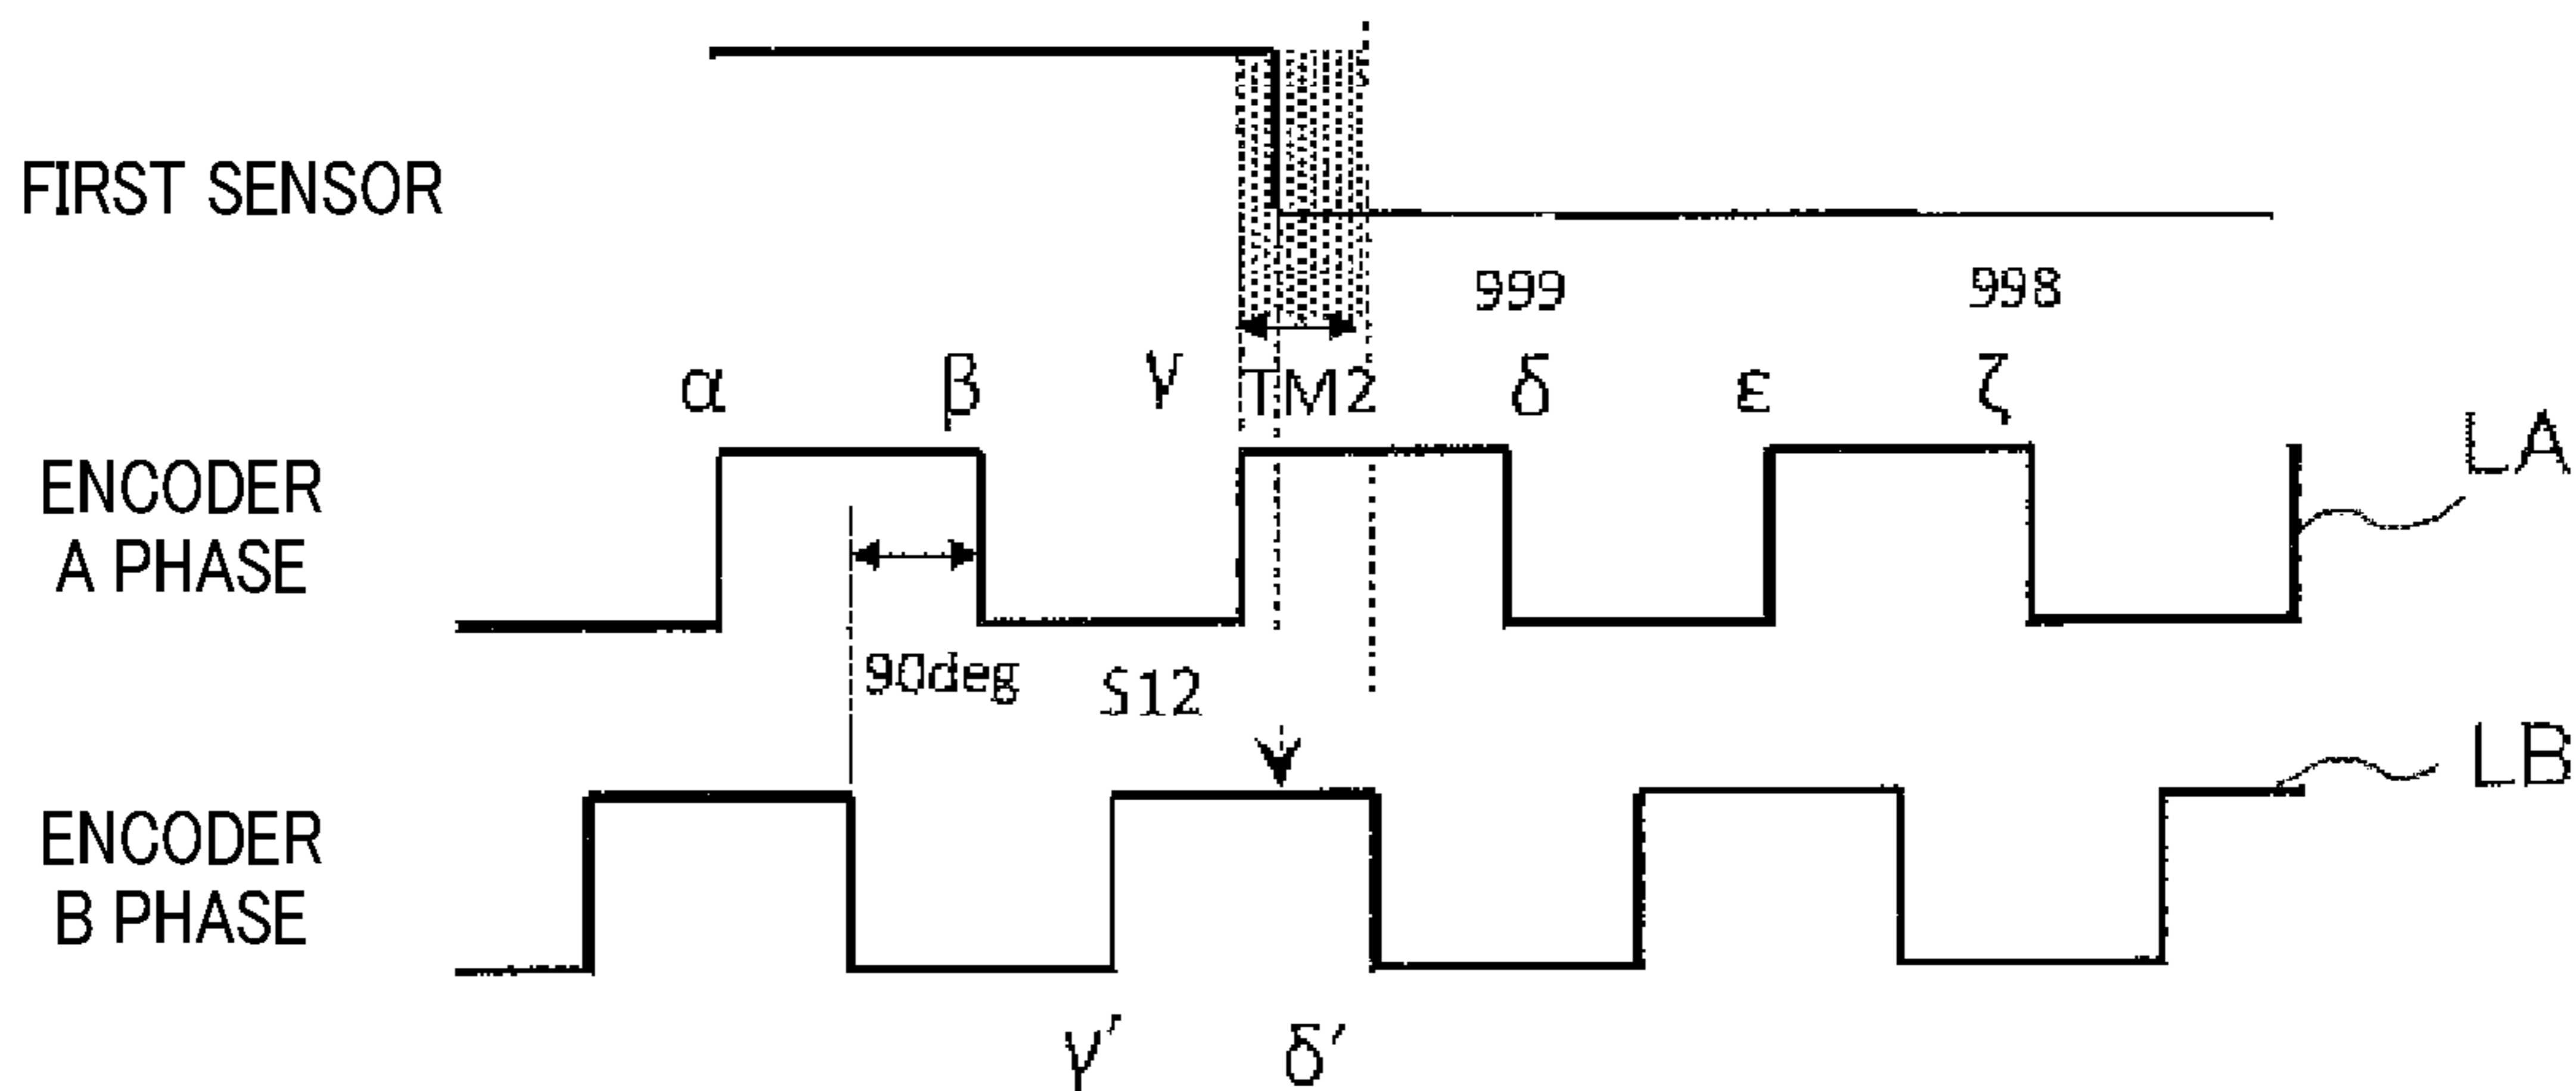 FIRST SENSOR
999
998
α
β
γ
TM2
δ
ε
ζ
LA
ENCODER
A PHASE
90deg
S12
LB
ENCODER
B PHASE
γ′
δ′